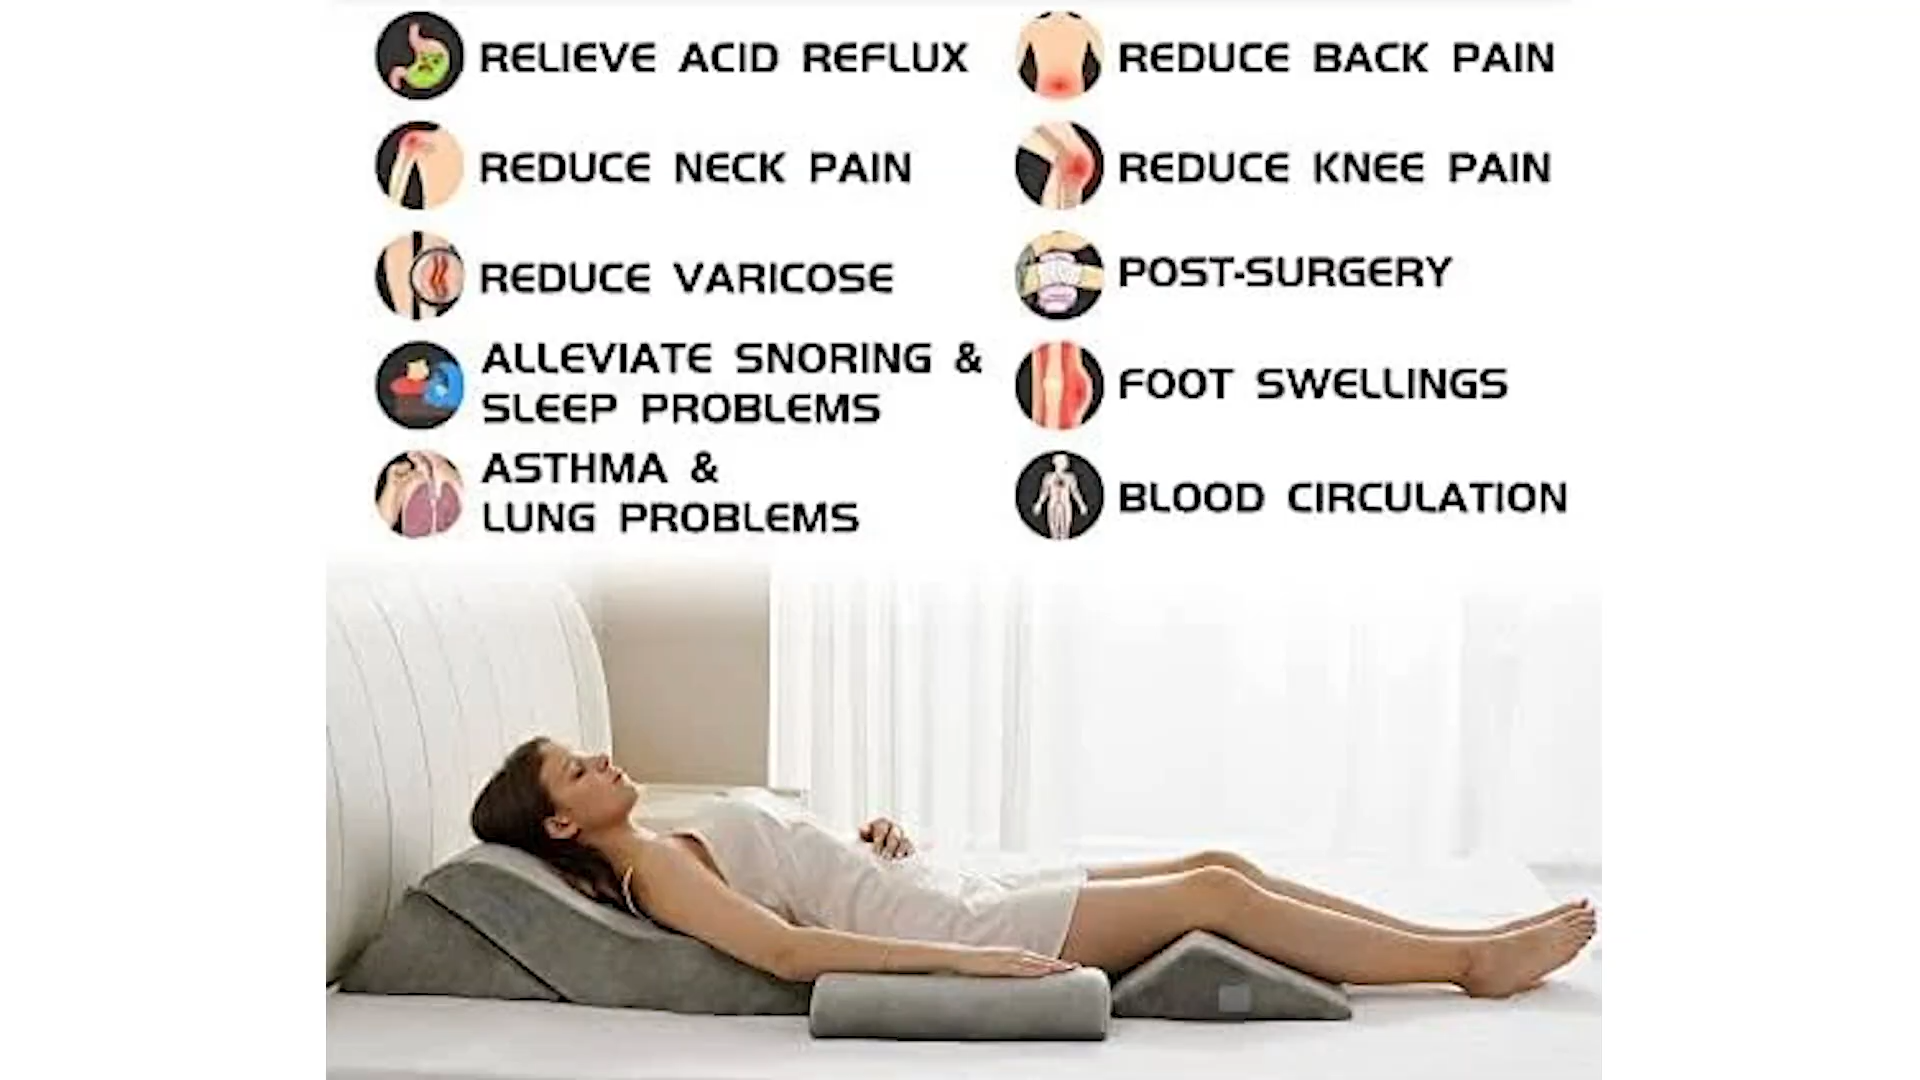 RELIEVE ACID REFLUX
REDUCE NECK PAIN
REDUCE VARICOSE
ALLEVIATE SNORING &
SLEEP PROBLEMS
ASTHMA &
LUNG PROBLEMS
REDUCE BACK PAIN
REDUCE KNEE PAIN
POST-SURGERY
FOOT SWELLINGS
BLOOD CIRCULATION